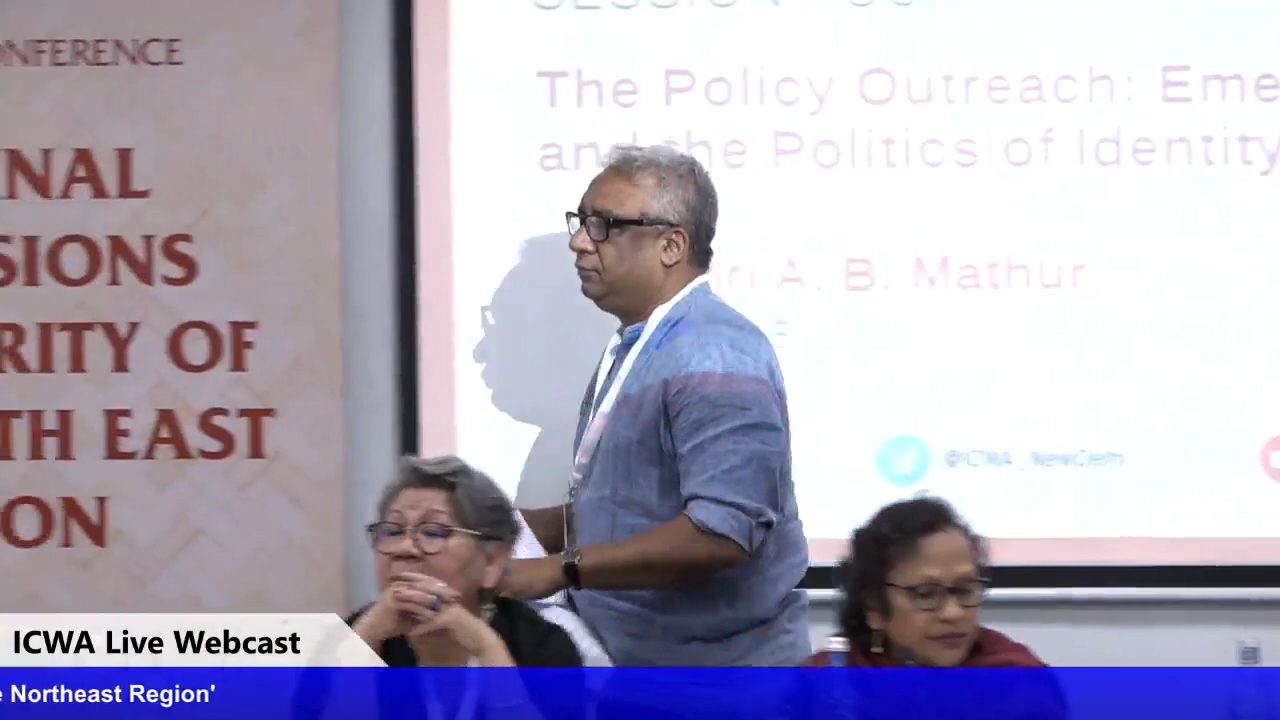 ONFERENCE
NAL
SIONS
RITY OF
TH EAST
ON
The Policy Outreach: Eme
and the Politics of Identity
A. B. Mathur
@ICWA_NewDelhi
ICWA Live Webcast
Northeast Region'